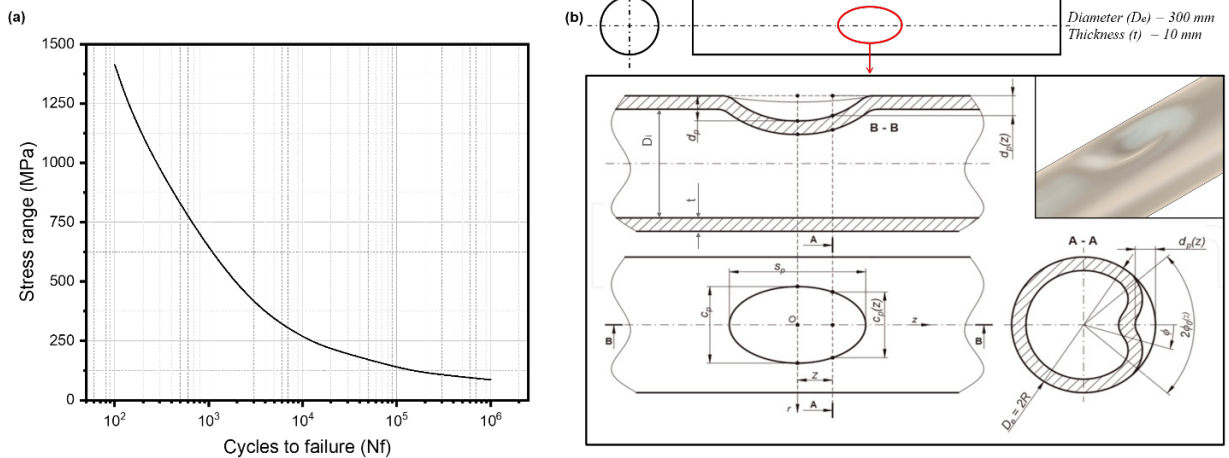 (a)
1500
1250
1000
750
500
250
0
Stress range (MPa)
10²
10³
10⁴
10⁵
10⁶
Cycles to failure (Nf)
(b)
Diameter (Dₑ) – 300 mm
Thickness (t) – 10 mm
dₚ
B - B
dₚ(z)
Dᵢ
t
A
A - A
dₚ(z)
sₚ
cₚ
O
cₚ(z)
z
B
B
z
r
A
ϕ
2ϕ₀(z)
Dₑ = 2R